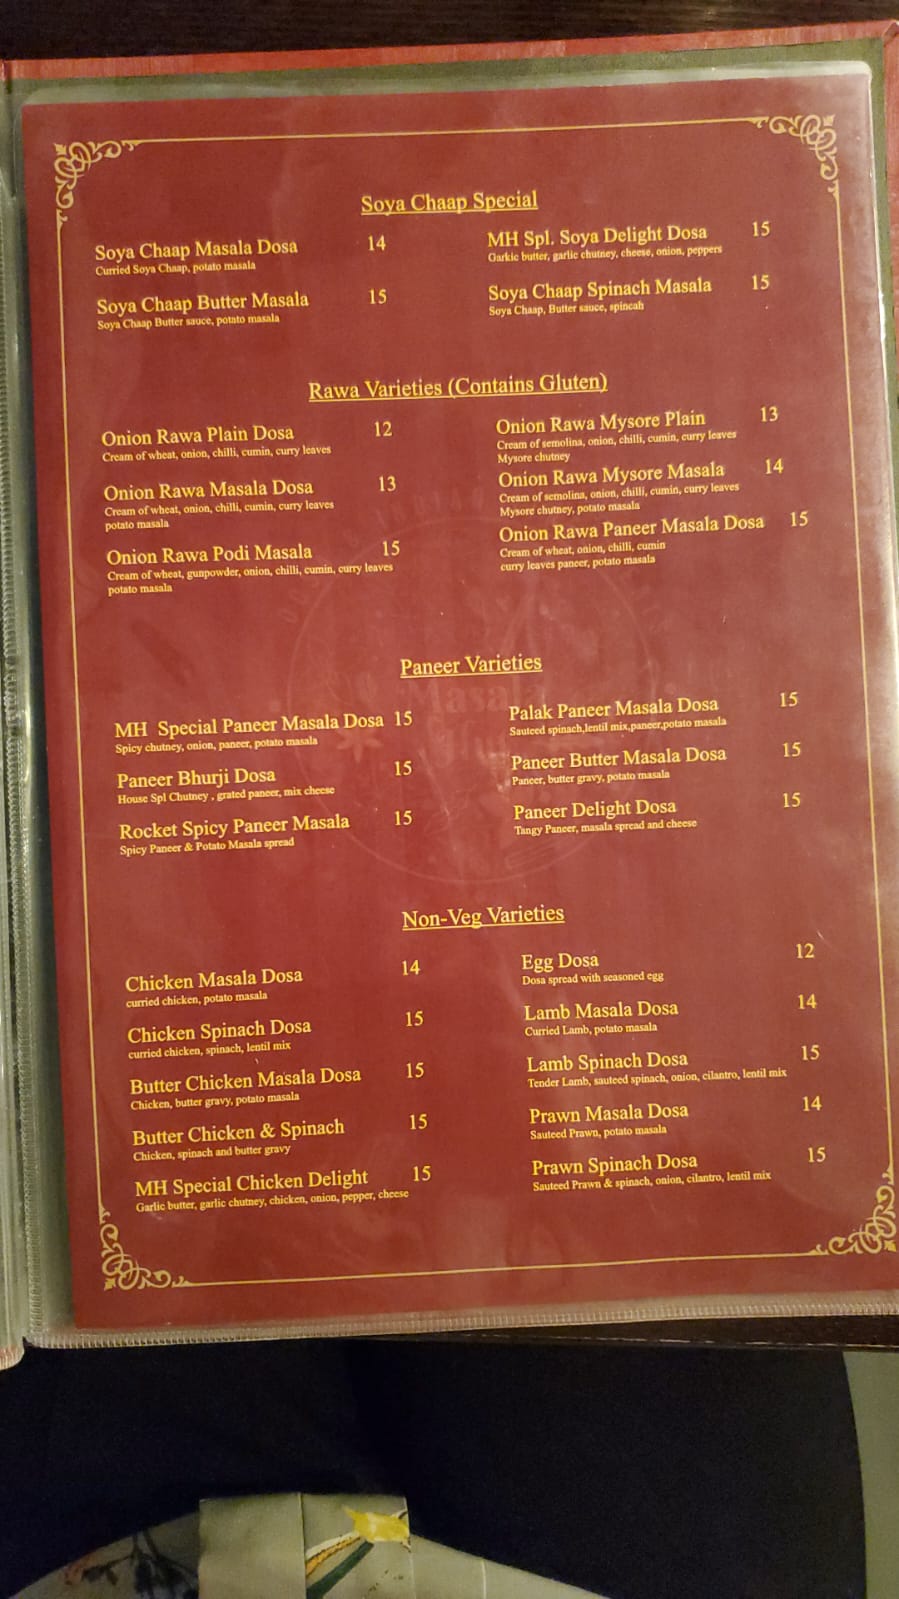 Soya Chaap Special
Soya Chaap Masala Dosa 14
Curried Soya Chaap, potato masala
Soya Chaap Butter Masala 15
Soya Chaap Butter sauce, potato masala
MH Spl. Soya Delight Dosa 15
Garkic butter, garlic chutney, cheese, onion, peppers
Soya Chaap Spinach Masala 15
Soya Chaap, Butter sauce, spincah
Rawa Varieties (Contains Gluten)
Onion Rawa Plain Dosa 12
Cream of wheat, onion, chilli, cumin, curry leaves
Onion Rawa Masala Dosa 13
Cream of wheat, onion, chilli, cumin, curry leaves
potato masala
Onion Rawa Podi Masala 15
Cream of wheat, gunpowder, onion, chilli, cumin, curry leaves
potato masala
Onion Rawa Mysore Plain 13
Cream of semolina, onion, chilli, cumin, curry leaves
Mysore chutney
Onion Rawa Mysore Masala 14
Cream of semolina, onion, chilli, cumin, curry leaves
Mysore chutney, potato masala
Onion Rawa Paneer Masala Dosa 15
Cream of wheat, onion, chilli, cumin
curry leaves paneer, potato masala
Paneer Varieties
MH Special Paneer Masala Dosa 15
Spicy chutney, onion, paneer, potato masala
Paneer Bhurji Dosa 15
House Spl Chutney , grated paneer, mix cheese
Rocket Spicy Paneer Masala 15
Spicy Paneer & Potato Masala spread
Palak Paneer Masala Dosa 15
Sauteed spinach,lentil mix,paneer,potato masala
Paneer Butter Masala Dosa 15
Paneer, butter gravy, potato masala
Paneer Delight Dosa 15
Tangy Paneer, masala spread and cheese
Masala
Non-Veg Varieties
Chicken Masala Dosa 14
curried chicken, potato masala
Chicken Spinach Dosa 15
curried chicken, spinach, lentil mix
Butter Chicken Masala Dosa 15
Chicken, butter gravy, potato masala
Butter Chicken & Spinach 15
Chicken, spinach and butter gravy
MH Special Chicken Delight 15
Garlic butter, garlic chutney, chicken, onion, pepper, cheese
Egg Dosa 12
Dosa spread with seasoned egg
Lamb Masala Dosa 14
Curried Lamb, potato masala
Lamb Spinach Dosa 15
Tender Lamb, sauteed spinach, onion, cilantro, lentil mix
Prawn Masala Dosa 14
Sauteed Prawn, potato masala
Prawn Spinach Dosa 15
Sauteed Prawn & spinach, onion, cilantro, lentil mix